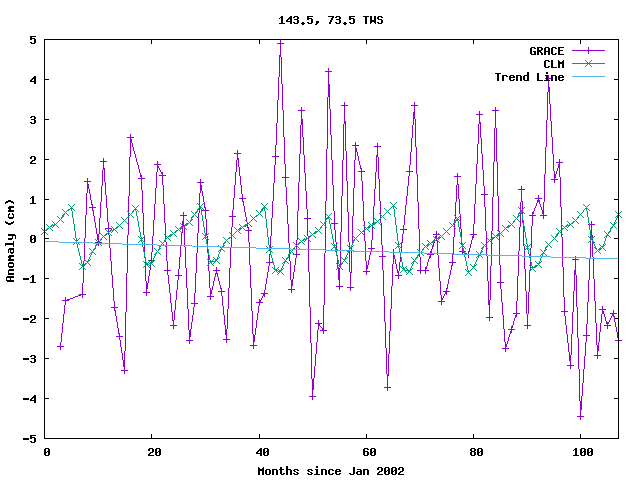 143.5, 73.5 TWS
GRACE
CLM
Trend Line
5
4
3
2
1
0
-1
-2
-3
-4
-5
Anomaly (cm)
0 20 40 60 80 100
Months since Jan 2002